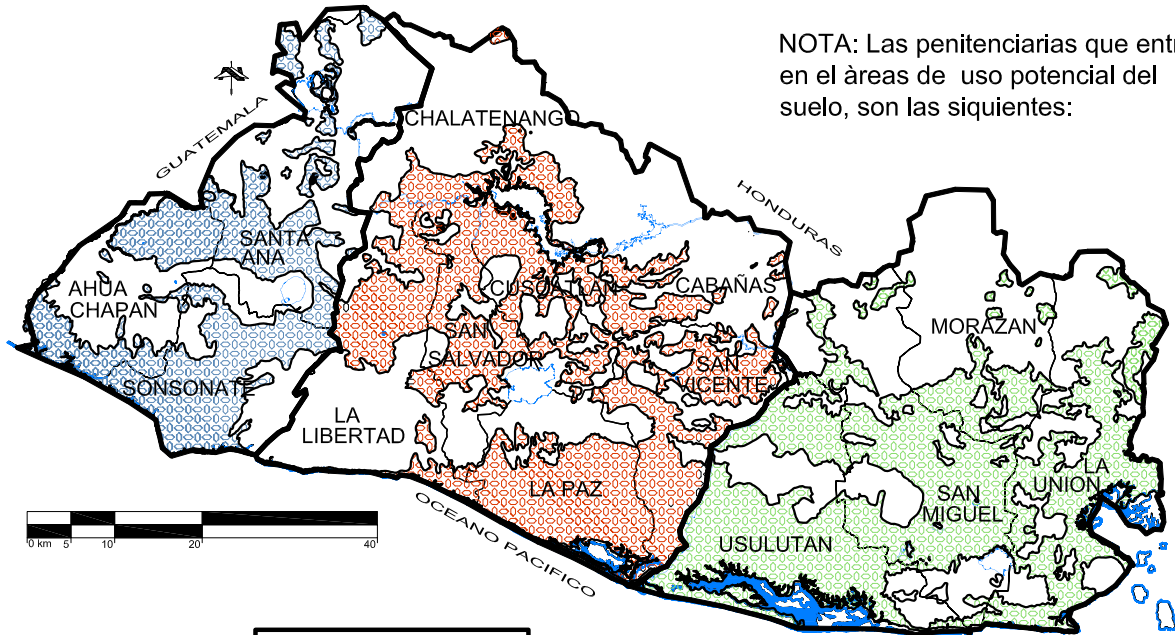 NOTA: Las penitenciarias que entr
en el àreas de uso potencial del
suelo, son las siquientes:
GUATEMALA
CHALATENANGO
HONDURAS
SANTA
ANA
AHUA
CHAPAN
SONSONATE
CUSCATLAN
CABAÑAS
SAN
SALVADOR
SAN
VICENTE
LA
LIBERTAD
LA PAZ
MORAZAN
LA
UNION
SAN
MIGUEL
USULUTAN
OCEANO PACIFICO
0 km 5 10 20 40